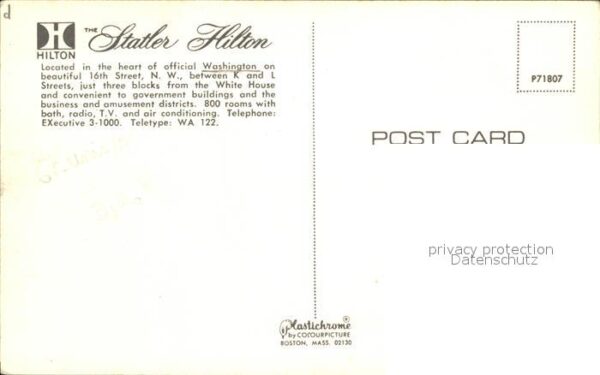 d
HILTON
THE Statler Hilton
Located in the heart of official Washington on
beautiful 16th Street, N. W., between K and L
Streets, just three blocks from the White House
and convenient to government buildings and the
business and amusement districts. 800 rooms with
bath, radio, T.V. and air conditioning. Telephone:
EXecutive 3-1000. Teletype: WA 122.
P71807
POST CARD
privacy protection
Datenschutz
Plastichrome ®
by COLOURPICTURE
BOSTON, MASS. 02130